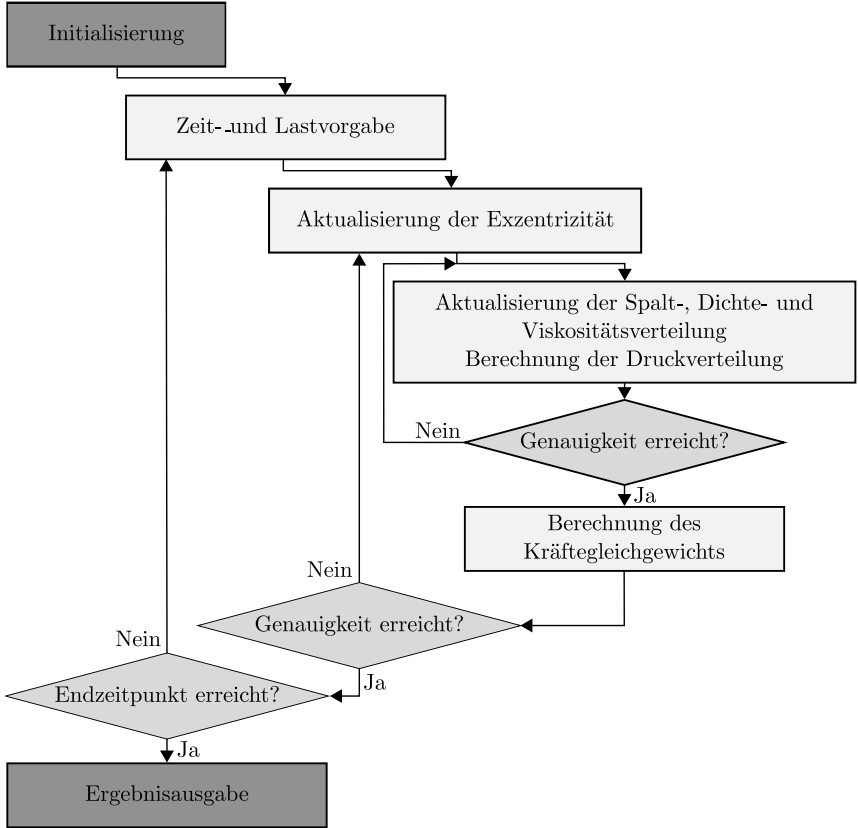 Initialisierung
Zeit- und Lastvorgabe
Aktualisierung der Exzentrizität
Aktualisierung der Spalt-, Dichte- und
Viskositätsverteilung
Berechnung der Druckverteilung
Nein
Genauigkeit erreicht?
Ja
Berechnung des
Kräftegleichgewichts
Nein
Genauigkeit erreicht?
Ja
Nein
Endzeitpunkt erreicht?
Ja
Ergebnisausgabe